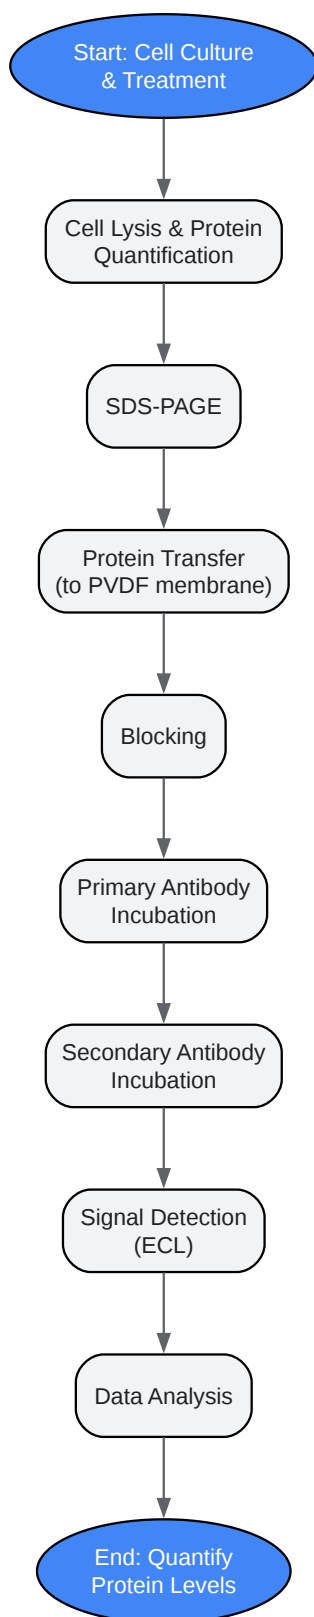 Start: Cell Culture
& Treatment
Cell Lysis & Protein
Quantification
SDS-PAGE
Protein Transfer
(to PVDF membrane)
Blocking
Primary Antibody
Incubation
Secondary Antibody
Incubation
Signal Detection
(ECL)
Data Analysis
End: Quantify
Protein Levels